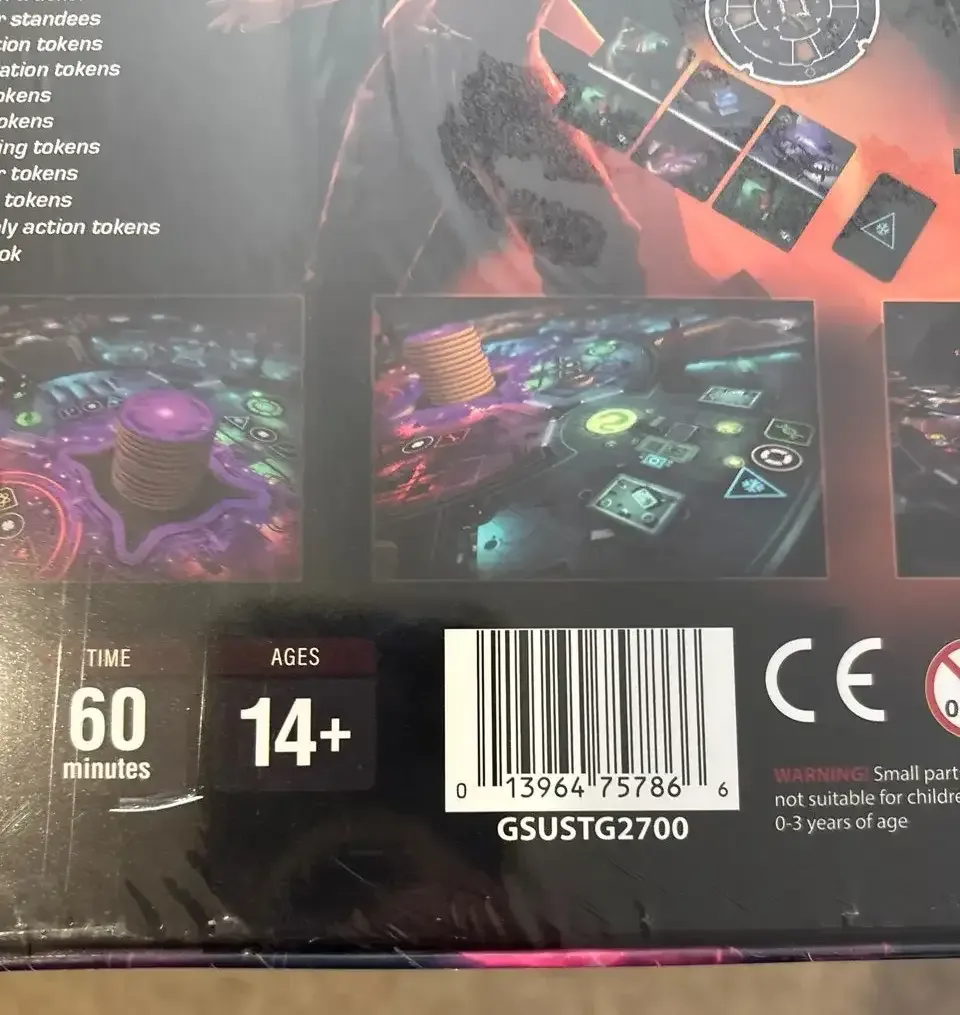 r standees
tion tokens
ation tokens
okens
okens
ing tokens
r tokens
tokens
ly action tokens
ok
TIME
60
minutes
AGES
14+
0 13964 75786 6
GSUSTG2700
CE
WARNING! Small part
not suitable for childre
0-3 years of age